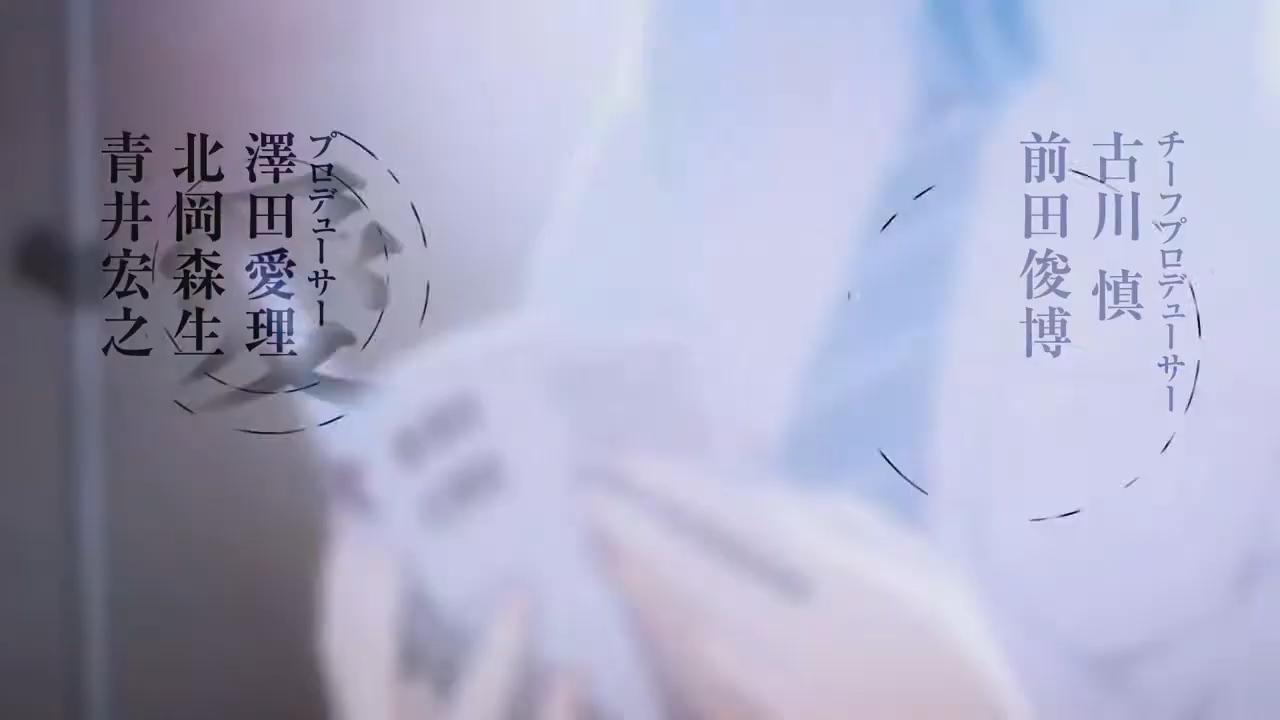 チーフプロデューサー
古川 慎
前田俊博
プロデューサー
澤田愛理
北岡森生
青井宏之